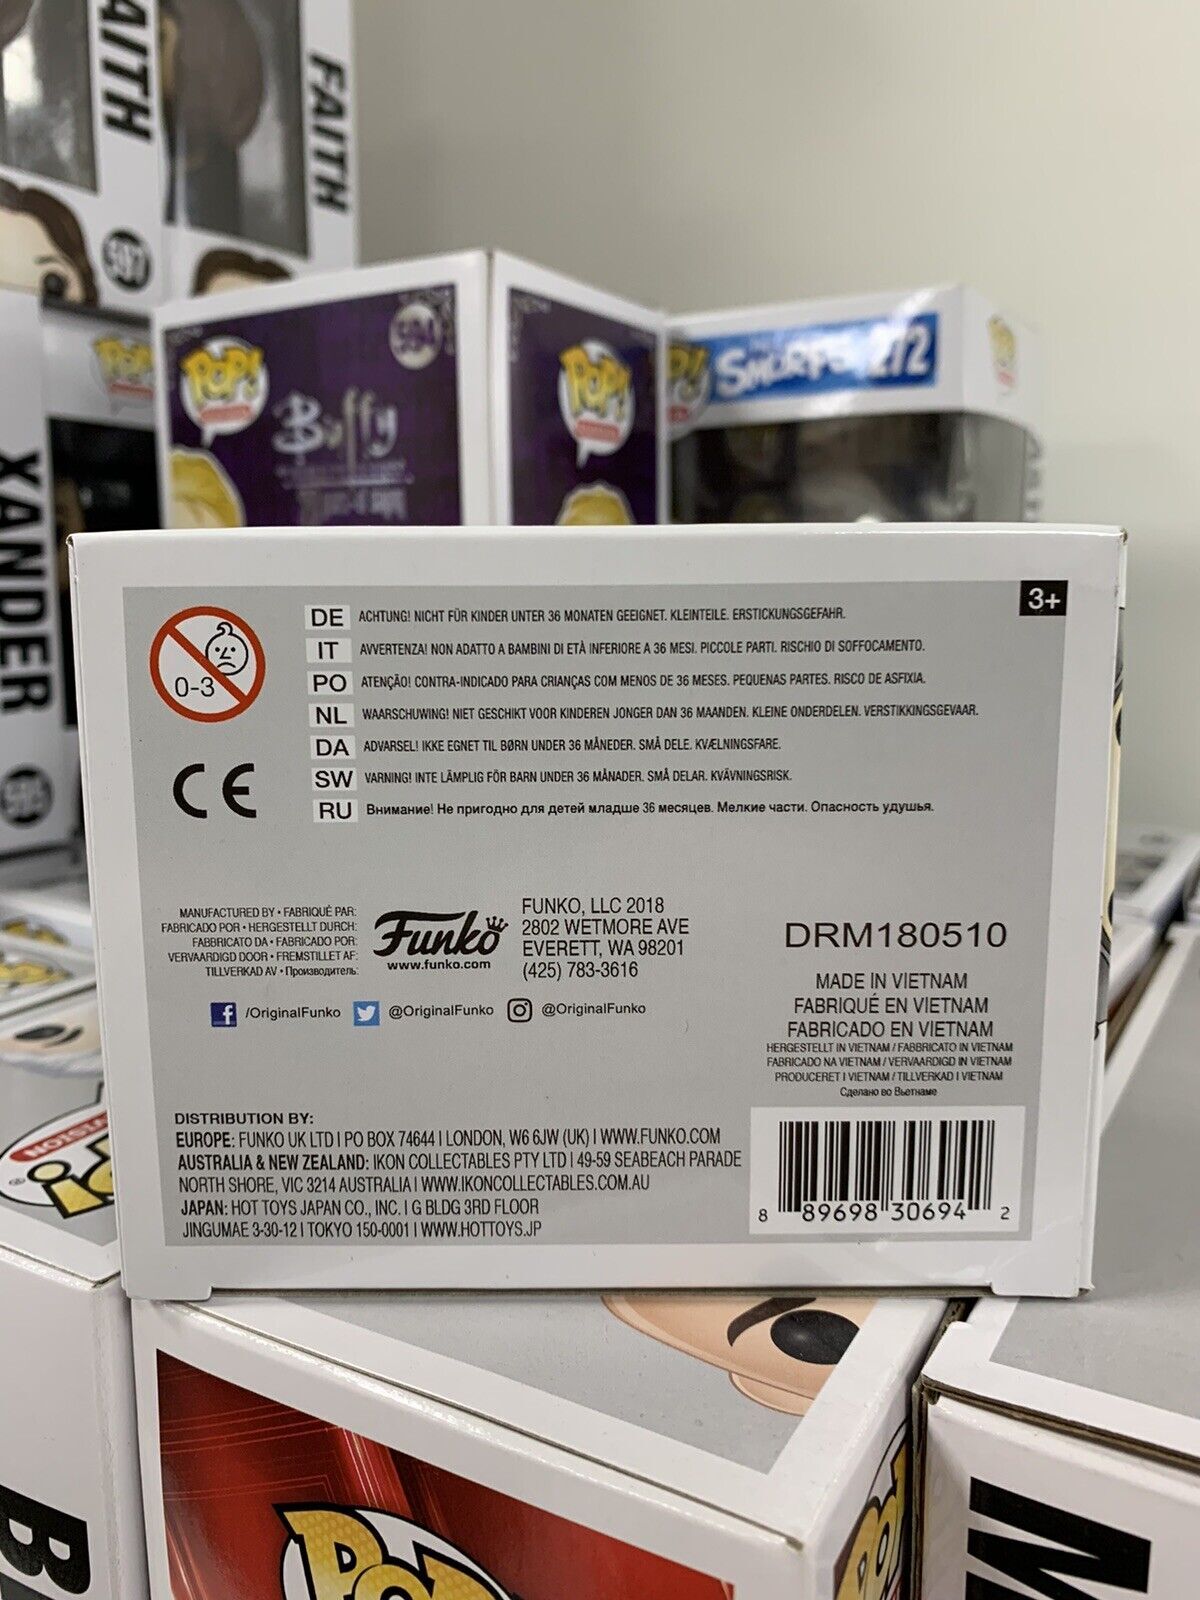 FAITH
FAITH
597
POP!
594
Buffy
POP!
SMURFS 272
XANDER
595
3+
0-3
DE ACHTUNG! NICHT FÜR KINDER UNTER 36 MONATEN GEEIGNET. KLEINTEILE. ERSTICKUNGSGEFAHR.
IT AVVERTENZA! NON ADATTO A BAMBINI DI ETÀ INFERIORE A 36 MESI. PICCOLE PARTI. RISCHIO DI SOFFOCAMENTO.
PO ATENÇÃO! CONTRA-INDICADO PARA CRIANÇAS COM MENOS DE 36 MESES. PEQUENAS PARTES. RISCO DE ASFIXIA.
NL WAARSCHUWING! NIET GESCHIKT VOOR KINDEREN JONGER DAN 36 MAANDEN. KLEINE ONDERDELEN. VERSTIKKINGSGEVAAR.
DA ADVARSEL! IKKE EGNET TIL BØRN UNDER 36 MÅNEDER. SMÅ DELE. KVÆLNINGSFARE.
SW VARNING! INTE LÄMPLIG FÖR BARN UNDER 36 MÅNADER. SMÅ DELAR. KVÄVNINGSRISK.
RU Внимание! Не пригодно для детей младше 36 месяцев. Мелкие части. Опасность удушья.
CE
MANUFACTURED BY • FABRIQUÉ PAR:
FABRICADO POR • HERGESTELLT DURCH:
FABBRICATO DA • FABRICADO POR:
VERVAARDIGD DOOR • FREMSTILLET AF:
TILLVERKAD AV • Производитель:
Funko
www.funko.com
FUNKO, LLC 2018
2802 WETMORE AVE
EVERETT, WA 98201
(425) 783-3616
f /OriginalFunko @OriginalFunko @OriginalFunko
DRM180510
MADE IN VIETNAM
FABRIQUÉ EN VIETNAM
FABRICADO EN VIETNAM
HERGESTELLT IN VIETNAM / FABBRICATO IN VIETNAM
FABRICADO NA VIETNAM / VERVAARDIGD IN VIETNAM
PRODUCERET I VIETNAM / TILLVERKAD I VIETNAM
Сделано во Вьетнаме
DISTRIBUTION BY:
EUROPE: FUNKO UK LTD I PO BOX 74644 I LONDON, W6 6JW (UK) I WWW.FUNKO.COM
AUSTRALIA & NEW ZEALAND: IKON COLLECTABLES PTY LTD I 49-59 SEABEACH PARADE
NORTH SHORE, VIC 3214 AUSTRALIA I WWW.IKONCOLLECTABLES.COM.AU
JAPAN: HOT TOYS JAPAN CO., INC. I G BLDG 3RD FLOOR
JINGUMAE 3-30-12 I TOKYO 150-0001 I WWW.HOTTOYS.JP
8 89698 30694 2